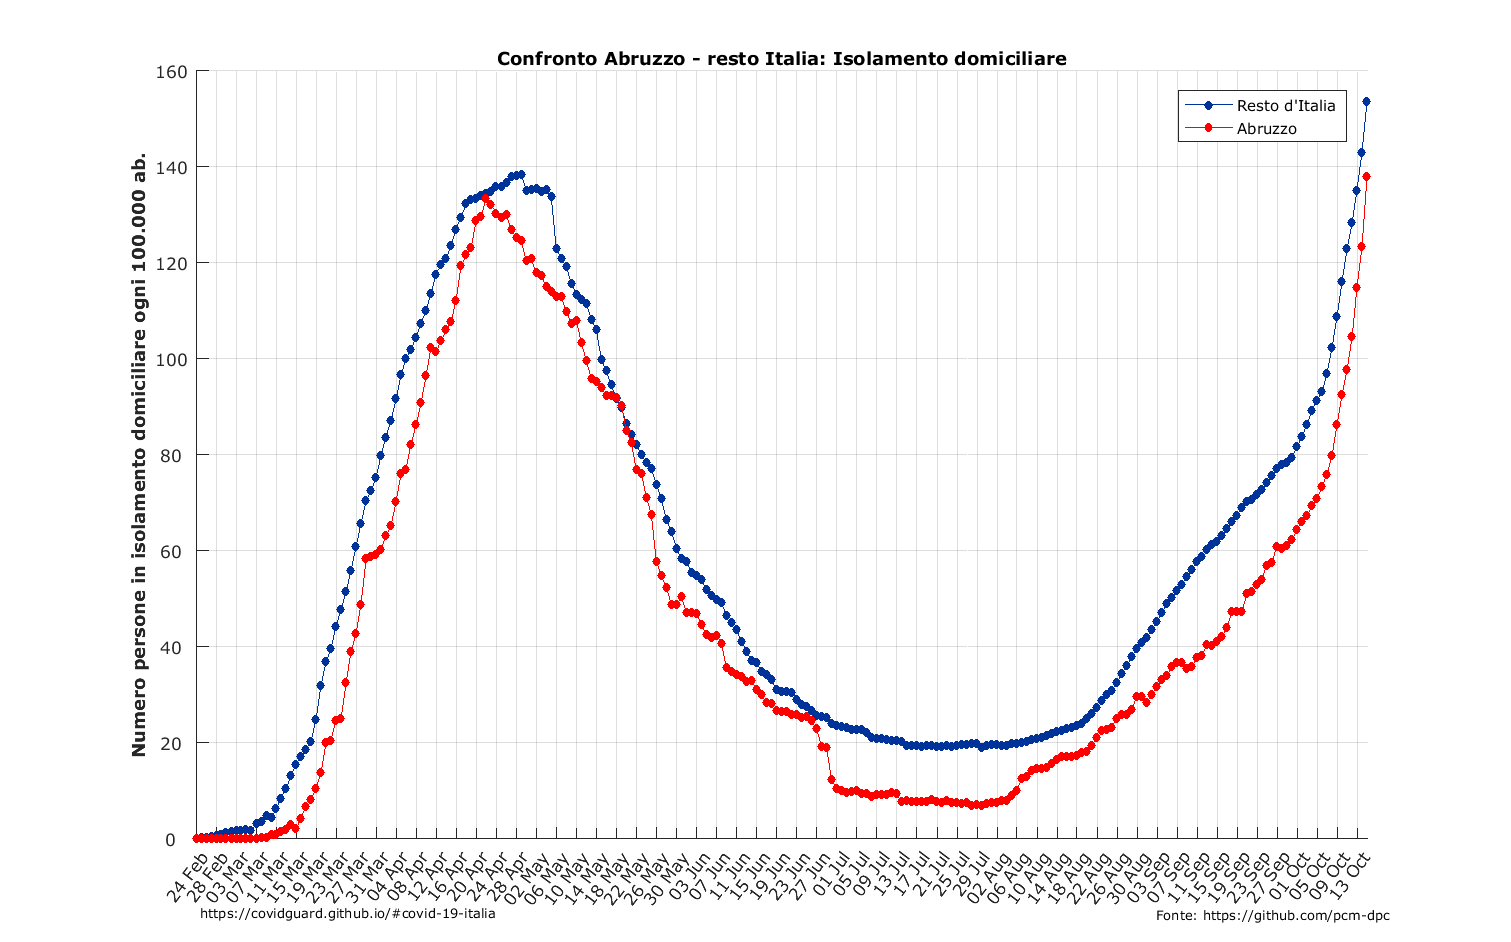 Confronto Abruzzo - resto Italia: Isolamento domiciliare
Numero persone in isolamento domiciliare ogni 100.000 ab.
160
140
120
100
80
60
40
20
0
Resto d'Italia
Abruzzo
24 Feb
28 Feb
03 Mar
07 Mar
11 Mar
15 Mar
19 Mar
23 Mar
27 Mar
31 Mar
04 Apr
08 Apr
12 Apr
16 Apr
20 Apr
24 Apr
28 Apr
02 May
06 May
10 May
14 May
18 May
22 May
26 May
30 May
03 Jun
07 Jun
11 Jun
15 Jun
19 Jun
23 Jun
27 Jun
01 Jul
05 Jul
09 Jul
13 Jul
17 Jul
21 Jul
25 Jul
29 Jul
02 Aug
06 Aug
10 Aug
14 Aug
18 Aug
22 Aug
26 Aug
30 Aug
03 Sep
07 Sep
11 Sep
15 Sep
19 Sep
23 Sep
27 Sep
01 Oct
05 Oct
09 Oct
13 Oct
https://covidguard.github.io/#covid-19-italia
Fonte: https://github.com/pcm-dpc